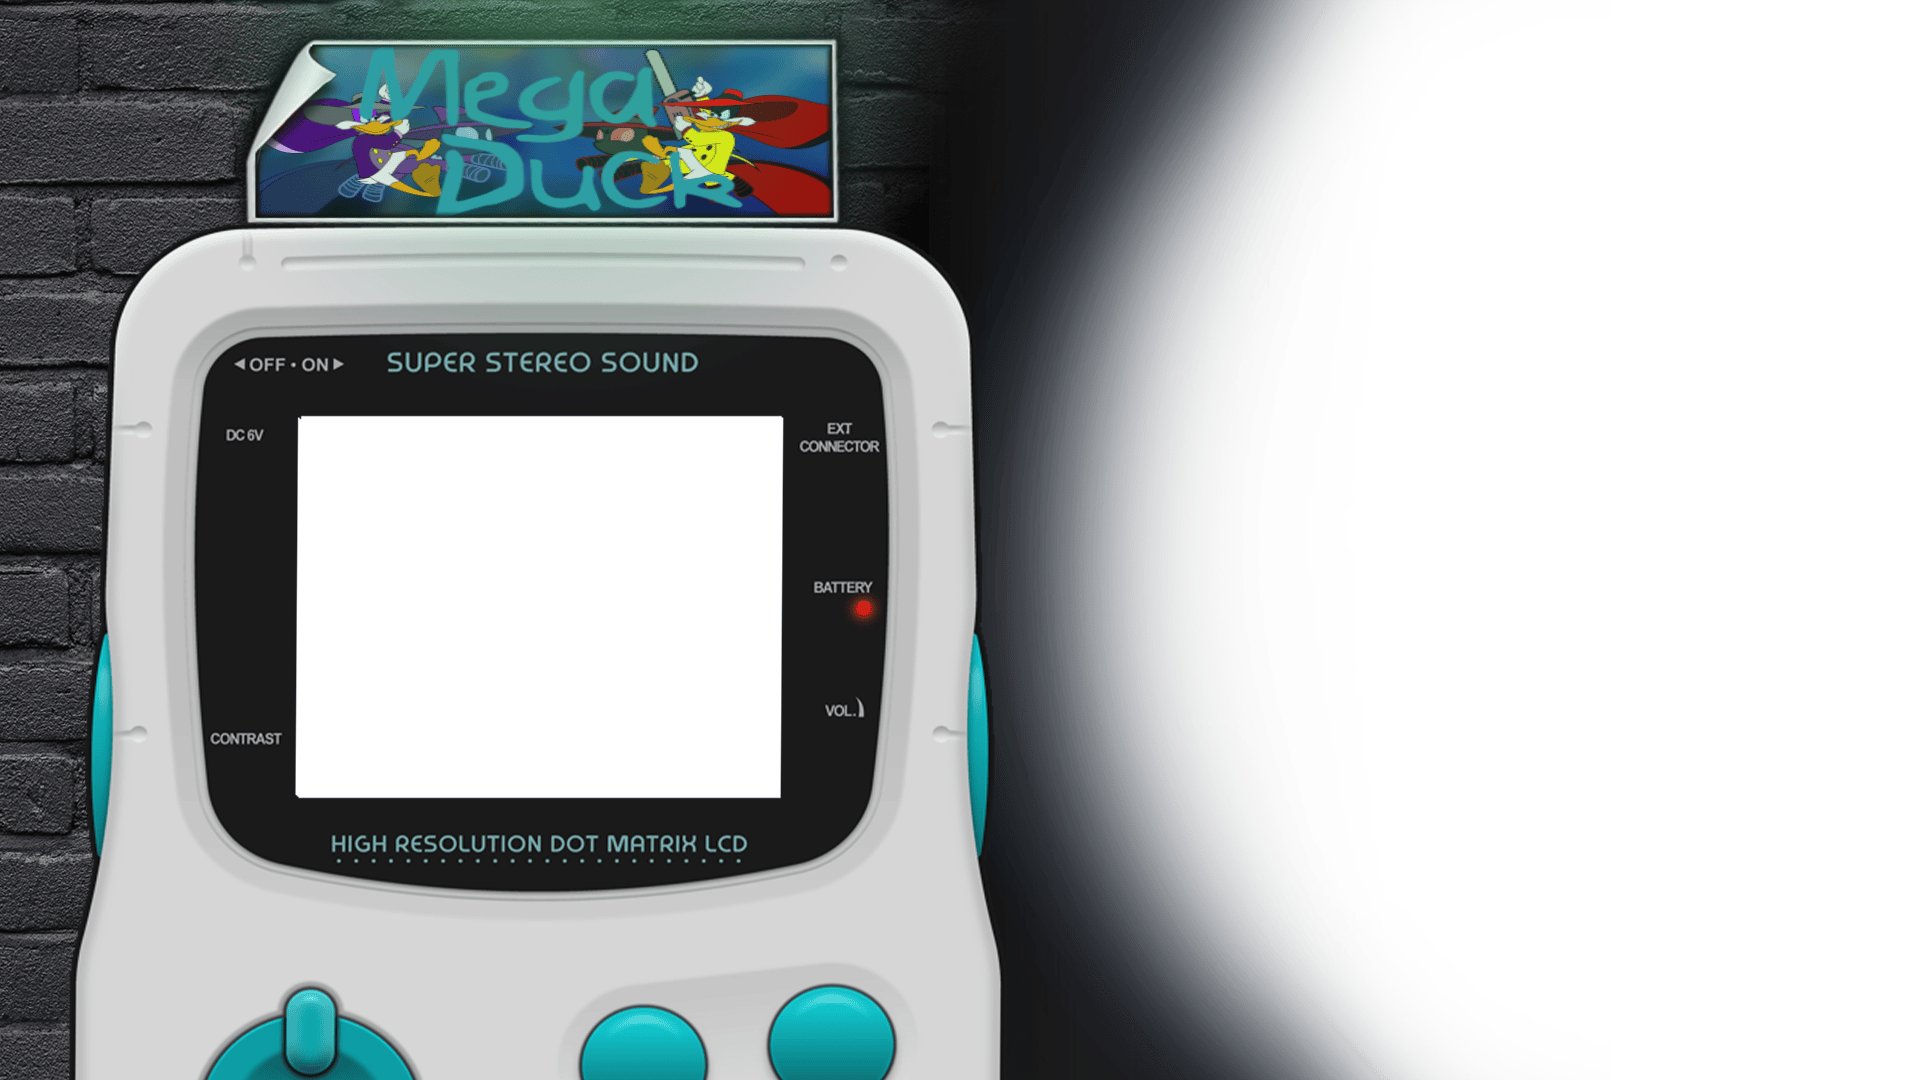 Mega
Duck
◀OFF • ON▶
SUPER STEREO SOUND
DC 6V
EXT
CONNECTOR
BATTERY
VOL.
CONTRAST
HIGH RESOLUTION DOT MATRIX LCD